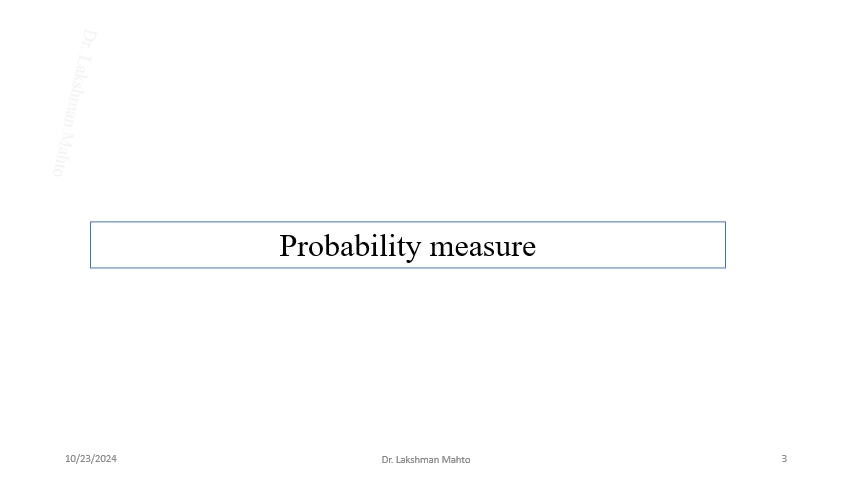 Dr. Lakshman Mahto
Probability measure
10/23/2024
Dr. Lakshman Mahto
3